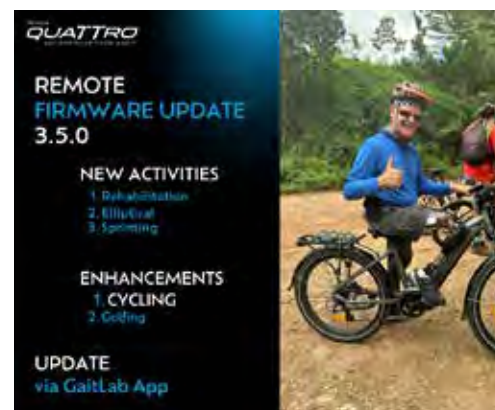 QUATTRO
REMOTE
FIRMWARE UPDATE
3.5.0
NEW ACTIVITIES
1. Rehabilitation
2. Elliptical
3. Sprinting
ENHANCEMENTS
1. CYCLING
2. Golfing
UPDATE
via GaitLab App